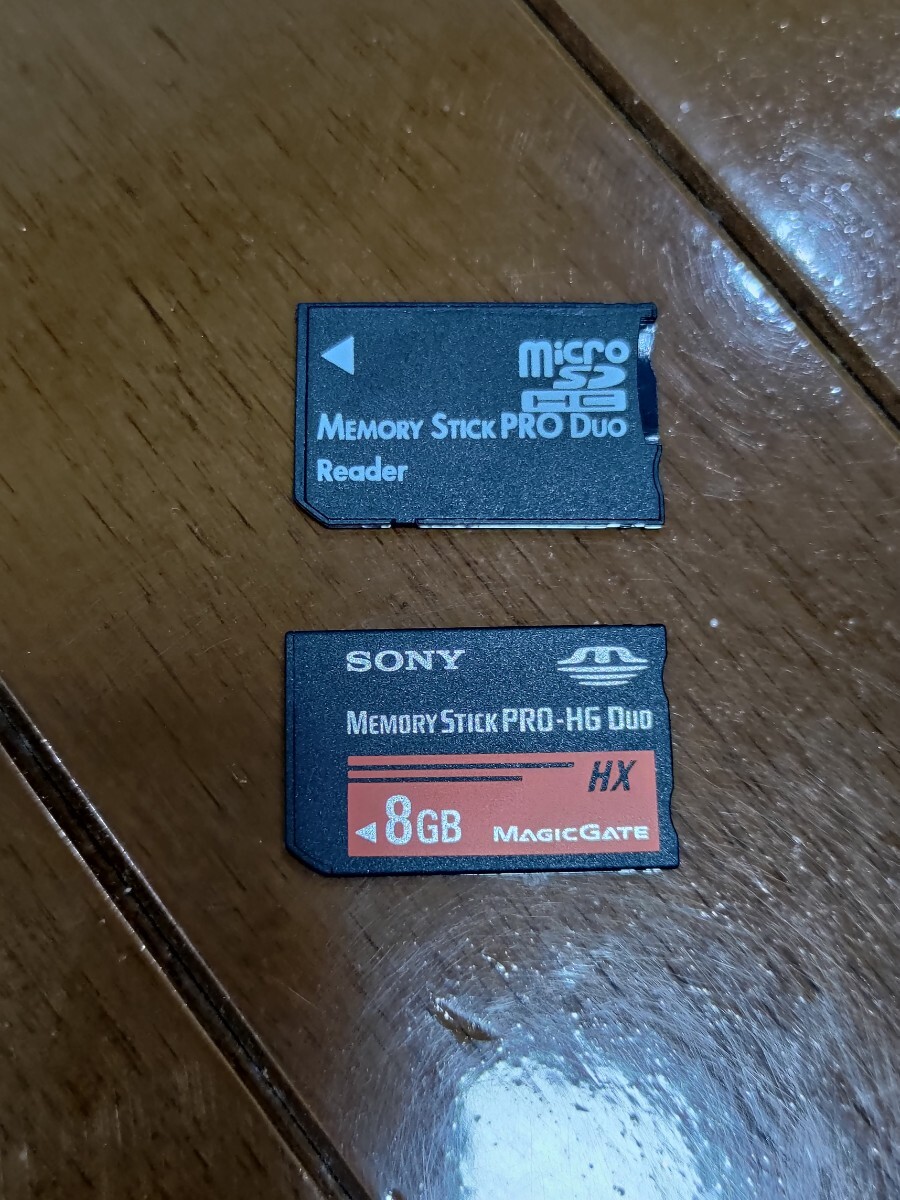 micro
SD
HC
MEMORY STICK PRO DUO
Reader
SONY
MEMORY STICK PRO-HG DUO
HX
8GB
MAGICGATE